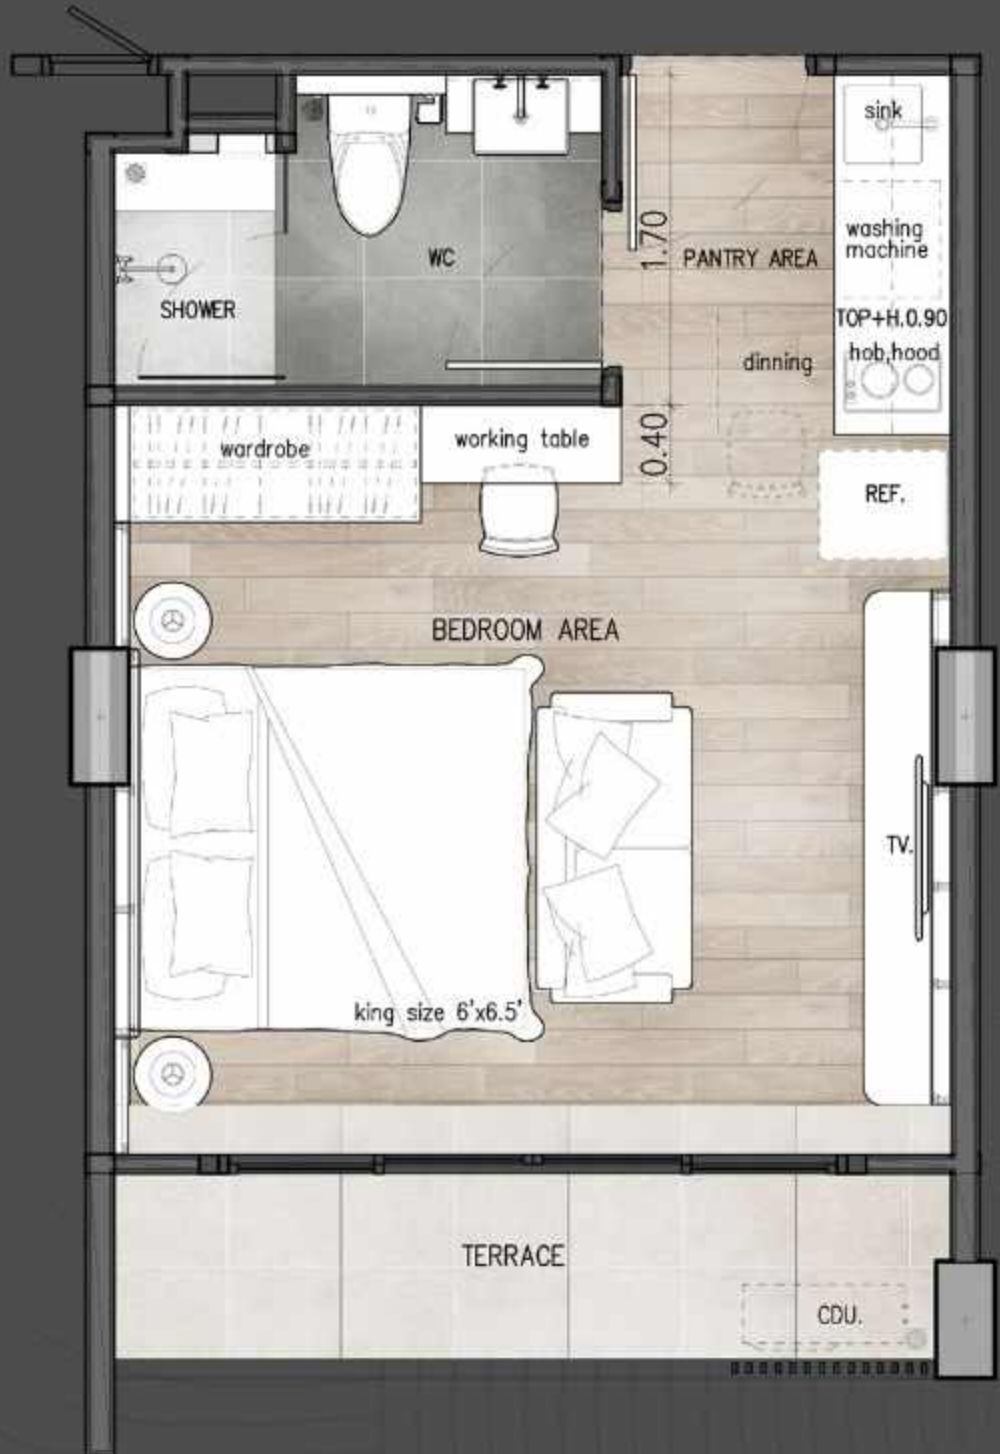 sink
washing
machine
WC
1.70
PANTRY AREA
SHOWER
TOP+H.0.90
hob,hood
dinning
wardrobe
working table
0.40
REF.
BEDROOM AREA
TV.
king size 6'x6.5'
TERRACE
CDU.